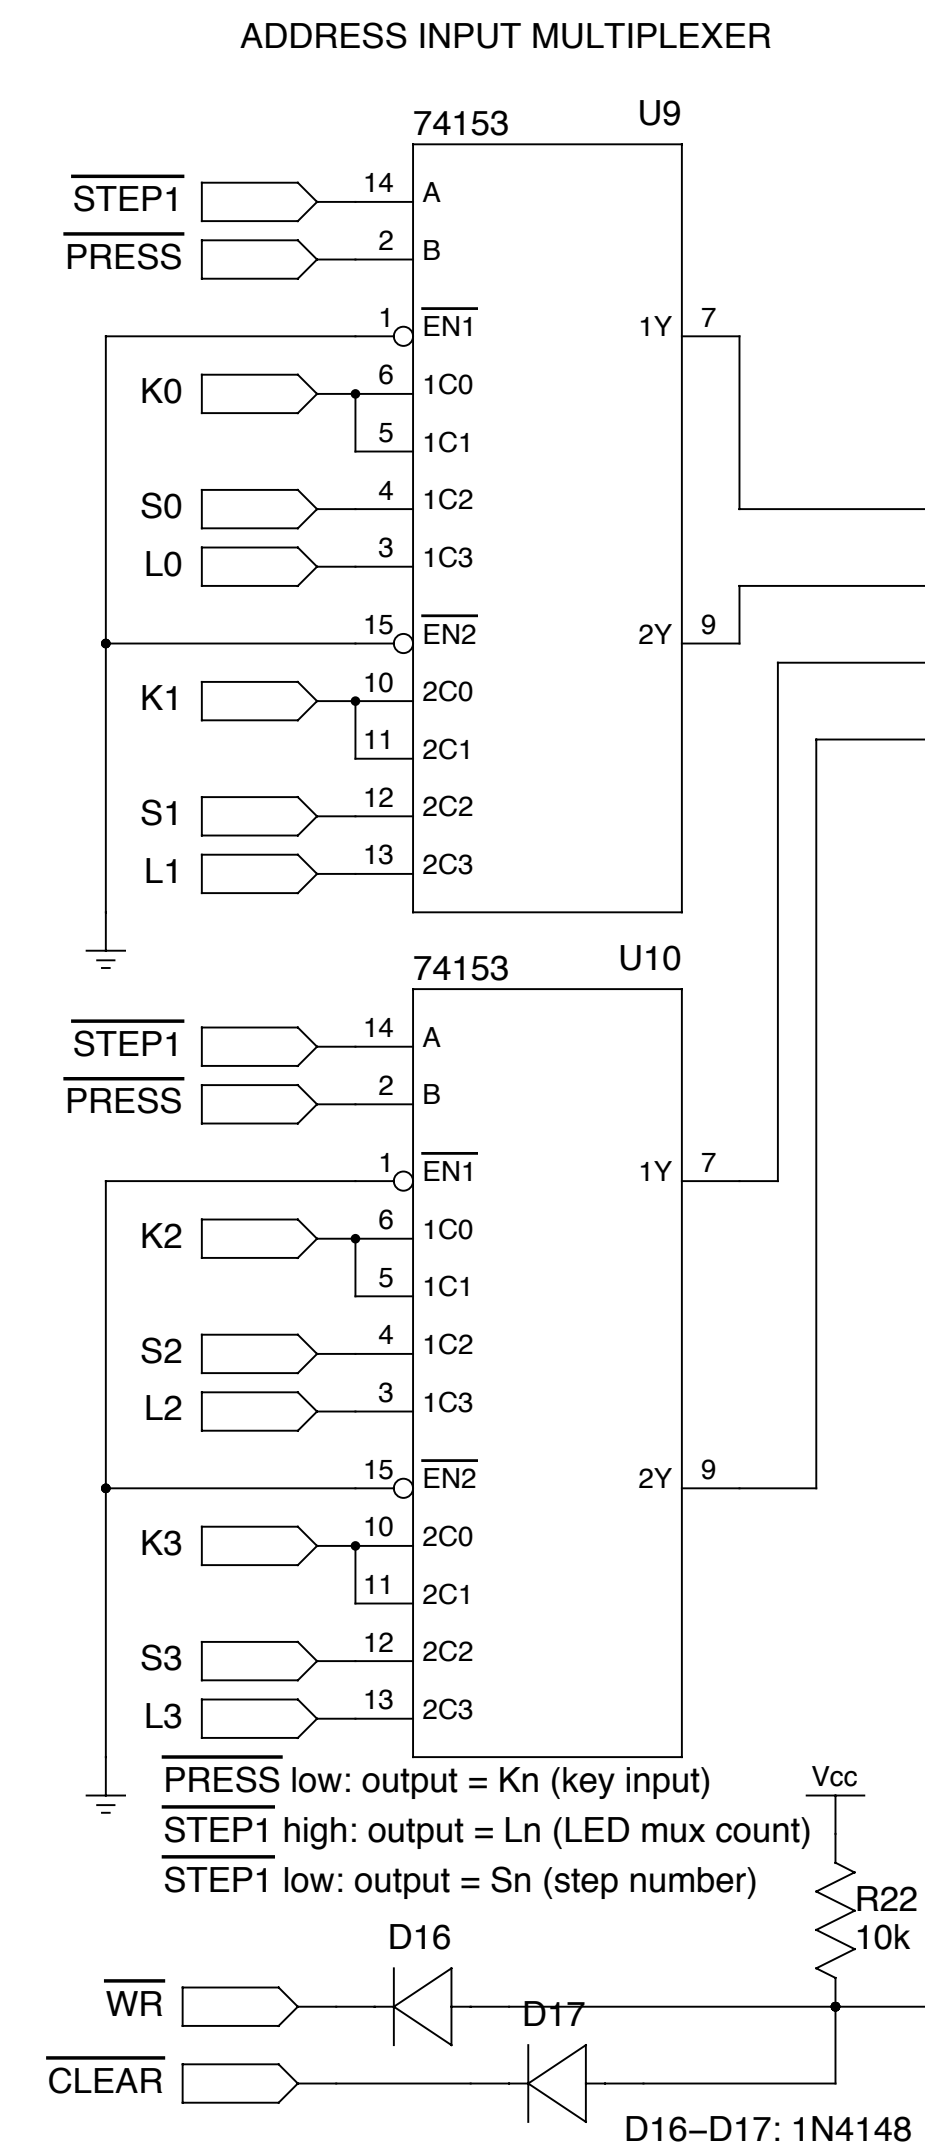 ADDRESS INPUT MULTIPLEXER
74153 U9
STEP1 14 A
PRESS 2 B
1 EN1 1Y 7
K0 6 1C0
5 1C1
S0 4 1C2
L0 3 1C3
15 EN2 2Y 9
K1 10 2C0
11 2C1
S1 12 2C2
L1 13 2C3
74153 U10
STEP1 14 A
PRESS 2 B
1 EN1 1Y 7
K2 6 1C0
5 1C1
S2 4 1C2
L2 3 1C3
15 EN2 2Y 9
K3 10 2C0
11 2C1
S3 12 2C2
L3 13 2C3
PRESS low: output = Kn (key input)
STEP1 high: output = Ln (LED mux count)
STEP1 low: output = Sn (step number)
Vcc
R22
10k
D16
WR
D17
CLEAR
D16–D17: 1N4148